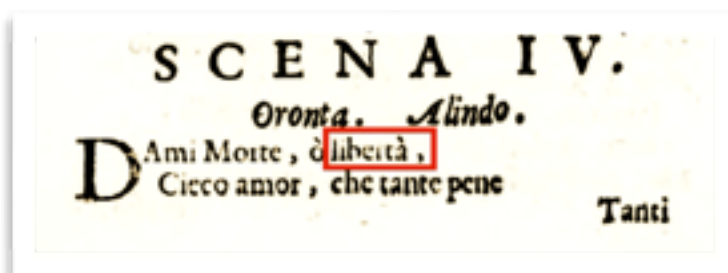 SCENA IV.
Oronta. Alindo.
DAmi Morte, ò libertà,
Cieco amor, che tante pene
Tanti